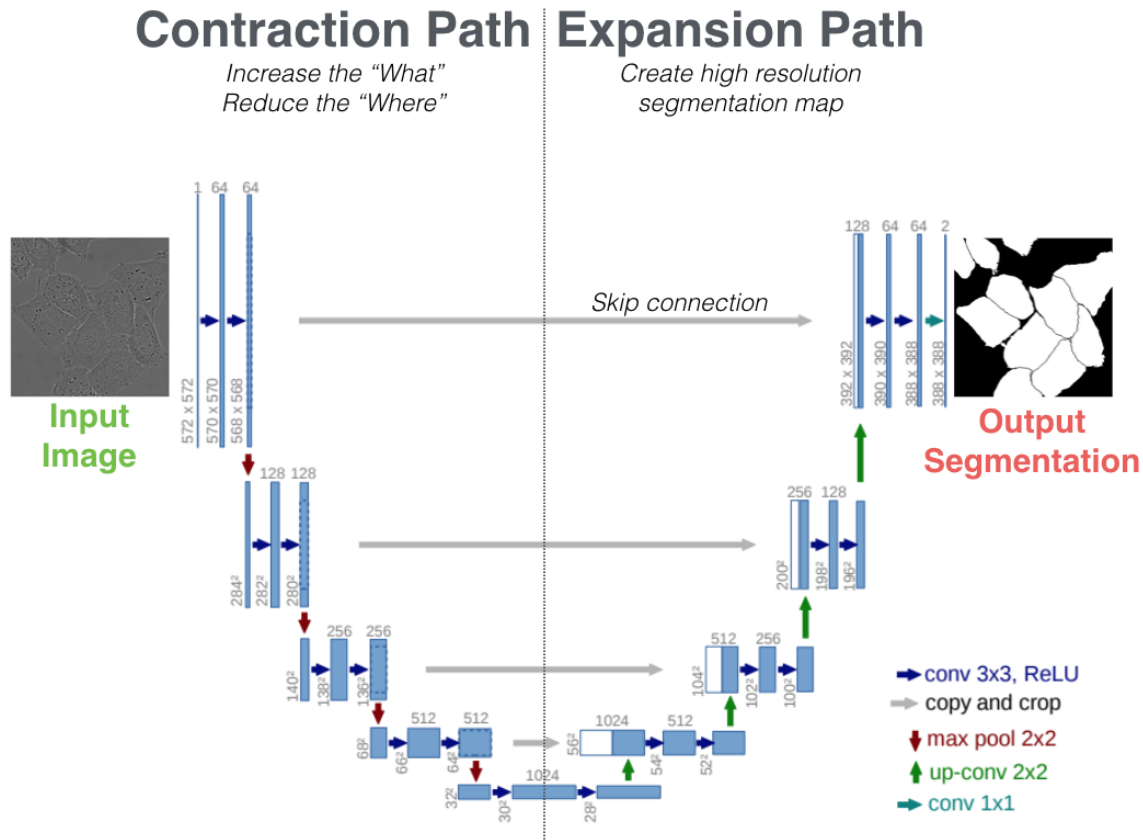 Contraction Path
Expansion Path
Increase the “What”
Reduce the “Where”
Create high resolution
segmentation map
1
64
64
572 x 572
570 x 570
568 x 568
Input
Image
Skip connection
128
64
64
2
392 x 392
390 x 390
388 x 388
388 x 388
Output
Segmentation
128
128
284²
282²
280²
256
128
200²
198²
196²
256
256
140²
138²
136²
512
256
104²
102²
100²
512
512
68²
66²
64²
1024
512
56²
54²
52²
1024
32²
30²
28²
conv 3x3, ReLU
copy and crop
max pool 2x2
up-conv 2x2
conv 1x1